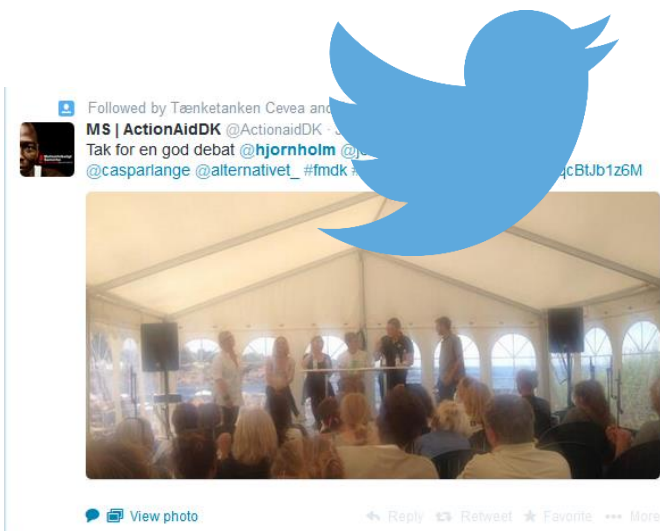 Followed by Tænketanken Cevea and
MS | ActionAidDK @ActionaidDK
Tak for en god debat @hjornholm
@casparlange @alternativet_ #fmdk
View photo
Reply Retweet Favorite More